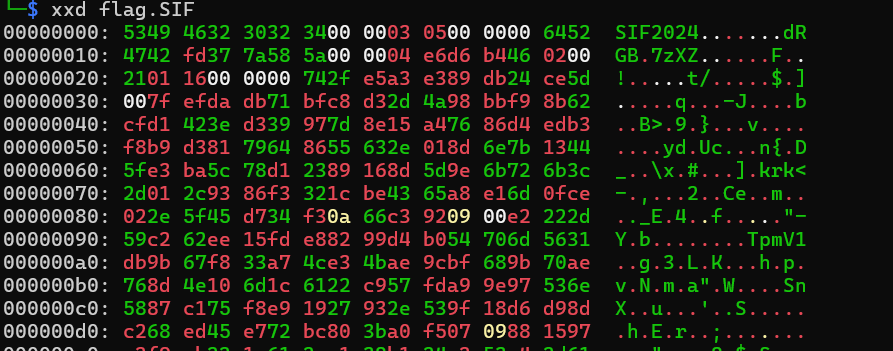 └─$ xxd flag.SIF
00000000: 5349 4632 3032 3400 0003 0500 0000 6452  SIF2024.......dR
00000010: 4742 fd37 7a58 5a00 0004 e6d6 b446 0200  GB.7zXZ......F..
00000020: 2101 1600 0000 742f e5a3 e389 db24 ce5d  !.....t/.....$.]
00000030: 007f efda db71 bfc8 d32d 4a98 bbf9 8b62  .....q...-J....b
00000040: cfd1 423e d339 977d 8e15 a476 86d4 edb3  ..B>.9.}...v....
00000050: f8b9 d381 7964 8655 632e 018d 6e7b 1344  ....yd.Uc...n{.D
00000060: 5fe3 ba5c 78d1 2389 168d 5d9e 6b72 6b3c  _..\x.#...].krk<
00000070: 2d01 2c93 86f3 321c be43 65a8 e16d 0fce  -.,...2..Ce..m..
00000080: 022e 5f45 d734 f30a 66c3 9209 00e2 222d  .._E.4..f....."-
00000090: 59c2 62ee 15fd e882 99d4 b054 706d 5631  Y.b........TpmV1
000000a0: db9b 67f8 33a7 4ce3 4bae 9cbf 689b 70ae  ..g.3.L.K...h.p.
000000b0: 768d 4e10 6d1c 6122 c957 fda9 9e97 536e  v.N.m.a".W....Sn
000000c0: 5887 c175 f8e9 1927 932e 539f 18d6 d98d  X..u...'..S.....
000000d0: c268 ed45 e772 bc80 3ba0 f507 0988 1597  .h.E.r..;.......